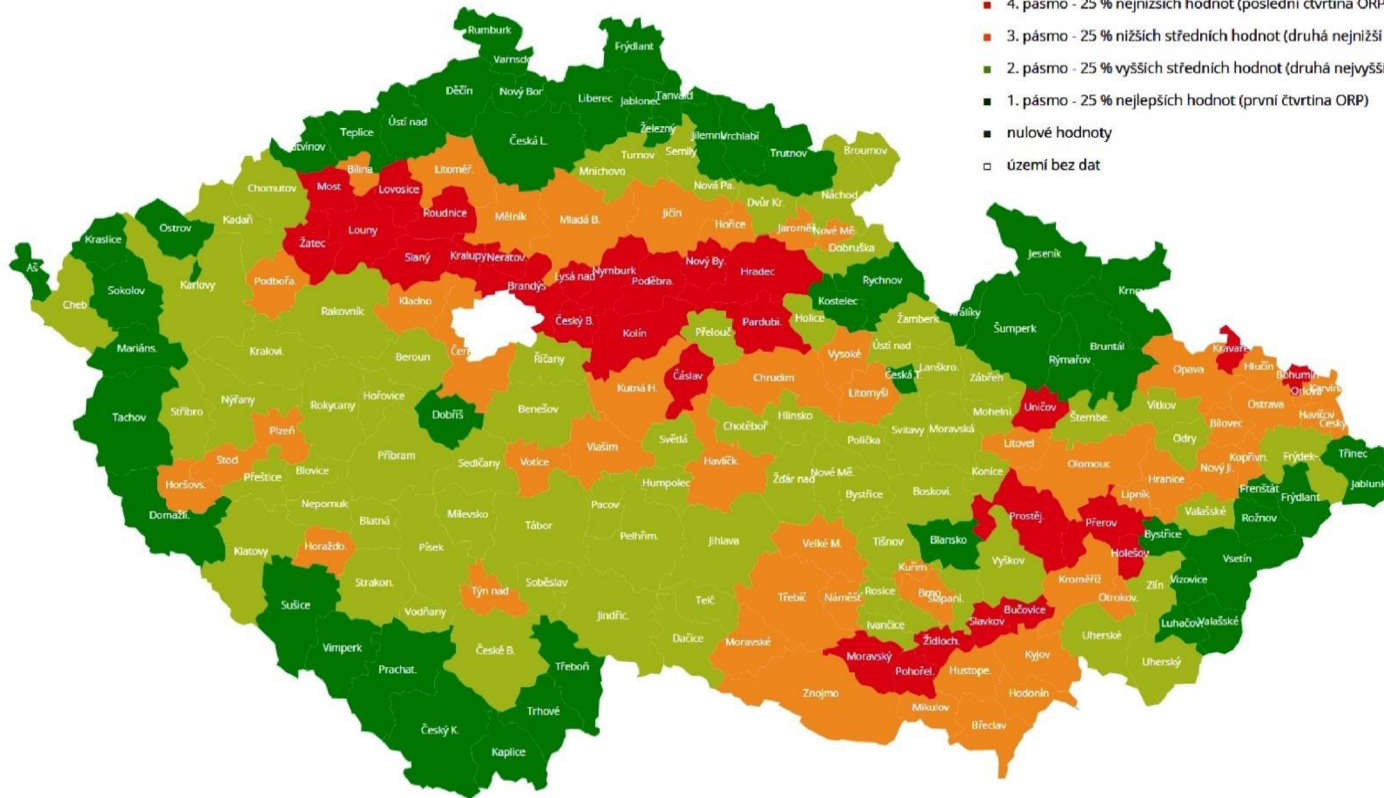 4. pásmo - 25 % nejnižších hodnot (poslední čtvrtina ORP
3. pásmo - 25 % nižších středních hodnot (druhá nejnižší
2. pásmo - 25 % vyšších středních hodnot (druhá nejvyšší
1. pásmo - 25 % nejlepších hodnot (první čtvrtina ORP)
nulové hodnoty
území bez dat
Rumburk
Varnsdo
Frýdlant
Děčín
Nový Bor
Liberec
Jablonec
Tanvald
Ústí nad
Teplice
Česká L.
Železný
Jilemni
Vrchlabí
Trutnov
Broumov
Litvínov
Bílina
Litoměř.
Turnov
Semily
Mnichovo
Chomutov
Most
Lovosice
Nová Pa.
Náchod
Kadaň
Roudnice
Mělník
Mladá B.
Jičín
Hořice
Dvůr Kr.
Jaroměř
Nové Mě.
Kraslice
Ostrov
Žatec
Louny
Slaný
Kralupy
Neratov.
Nový By.
Hradec
Dobruška
Aš
Sokolov
Karlovy
Podbořa.
Brandýs
Lysá nad
Nymburk
Poděbra.
Kostelec
Rychnov
Jeseník
Krnov
Cheb
Rakovník
Kladno
Český B.
Kolín
Přelouč
Pardubi.
Holice
Žamberk
Králíky
Šumperk
Mariáns.
Kralovi.
Beroun
Čern
Říčany
Vysoké
Ústí nad
Lanškro.
Rýmařov
Bruntál
Kravaře
Tachov
Stříbro
Nýřany
Rokycany
Hořovice
Dobříš
Benešov
Kutná H.
Čáslav
Chrudim
Litomyšl
Česká T.
Zábřeh
Opava
Hlučín
Bohumín
Orlová
Karviná
Plzeň
Chotěboř
Hlinsko
Mohelni.
Uničov
Šternbe.
Vítkov
Ostrava
Havířov
Český
Stod
Přeštice
Blovice
Příbram
Sedlčany
Votice
Vlašim
Světlá
Havlíčk.
Polička
Svitavy
Moravská
Litovel
Odry
Bílovec
Horšovs.
Nepomuk
Humpolec
Žďár nad
Nové Mě.
Konice
Olomouc
Hranice
Nový Ji.
Kopřivn.
Frýdek-
Třinec
Domažli.
Blatná
Milevsko
Tábor
Pacov
Bystřice
Boskovi.
Lipník
Valašské
Frenštát
Frýdlant
Jablunk
Klatovy
Horaždo.
Písek
Pelhřim.
Jihlava
Velké M.
Tišnov
Blansko
Prostěj.
Přerov
Bystřice
Rožnov
Strakon.
Týn nad
Soběslav
Kuřim
Vyškov
Holešov
Vsetín
Sušice
Vodňany
Jindřic.
Telč
Třebíč
Náměšť
Rosice
Brno
Šlapani.
Kroměříž
Otrokov.
Zlín
Vizovice
Vimperk
České B.
Dačice
Moravské
Ivančice
Slavkov
Bučovice
Luhačov
Valašské
Prachat.
Třeboň
Moravský
Židloch.
Pohořel.
Hustope.
Kyjov
Uherské
Uherský
Český K.
Trhové
Znojmo
Mikulov
Hodonín
Kaplice
Břeclav